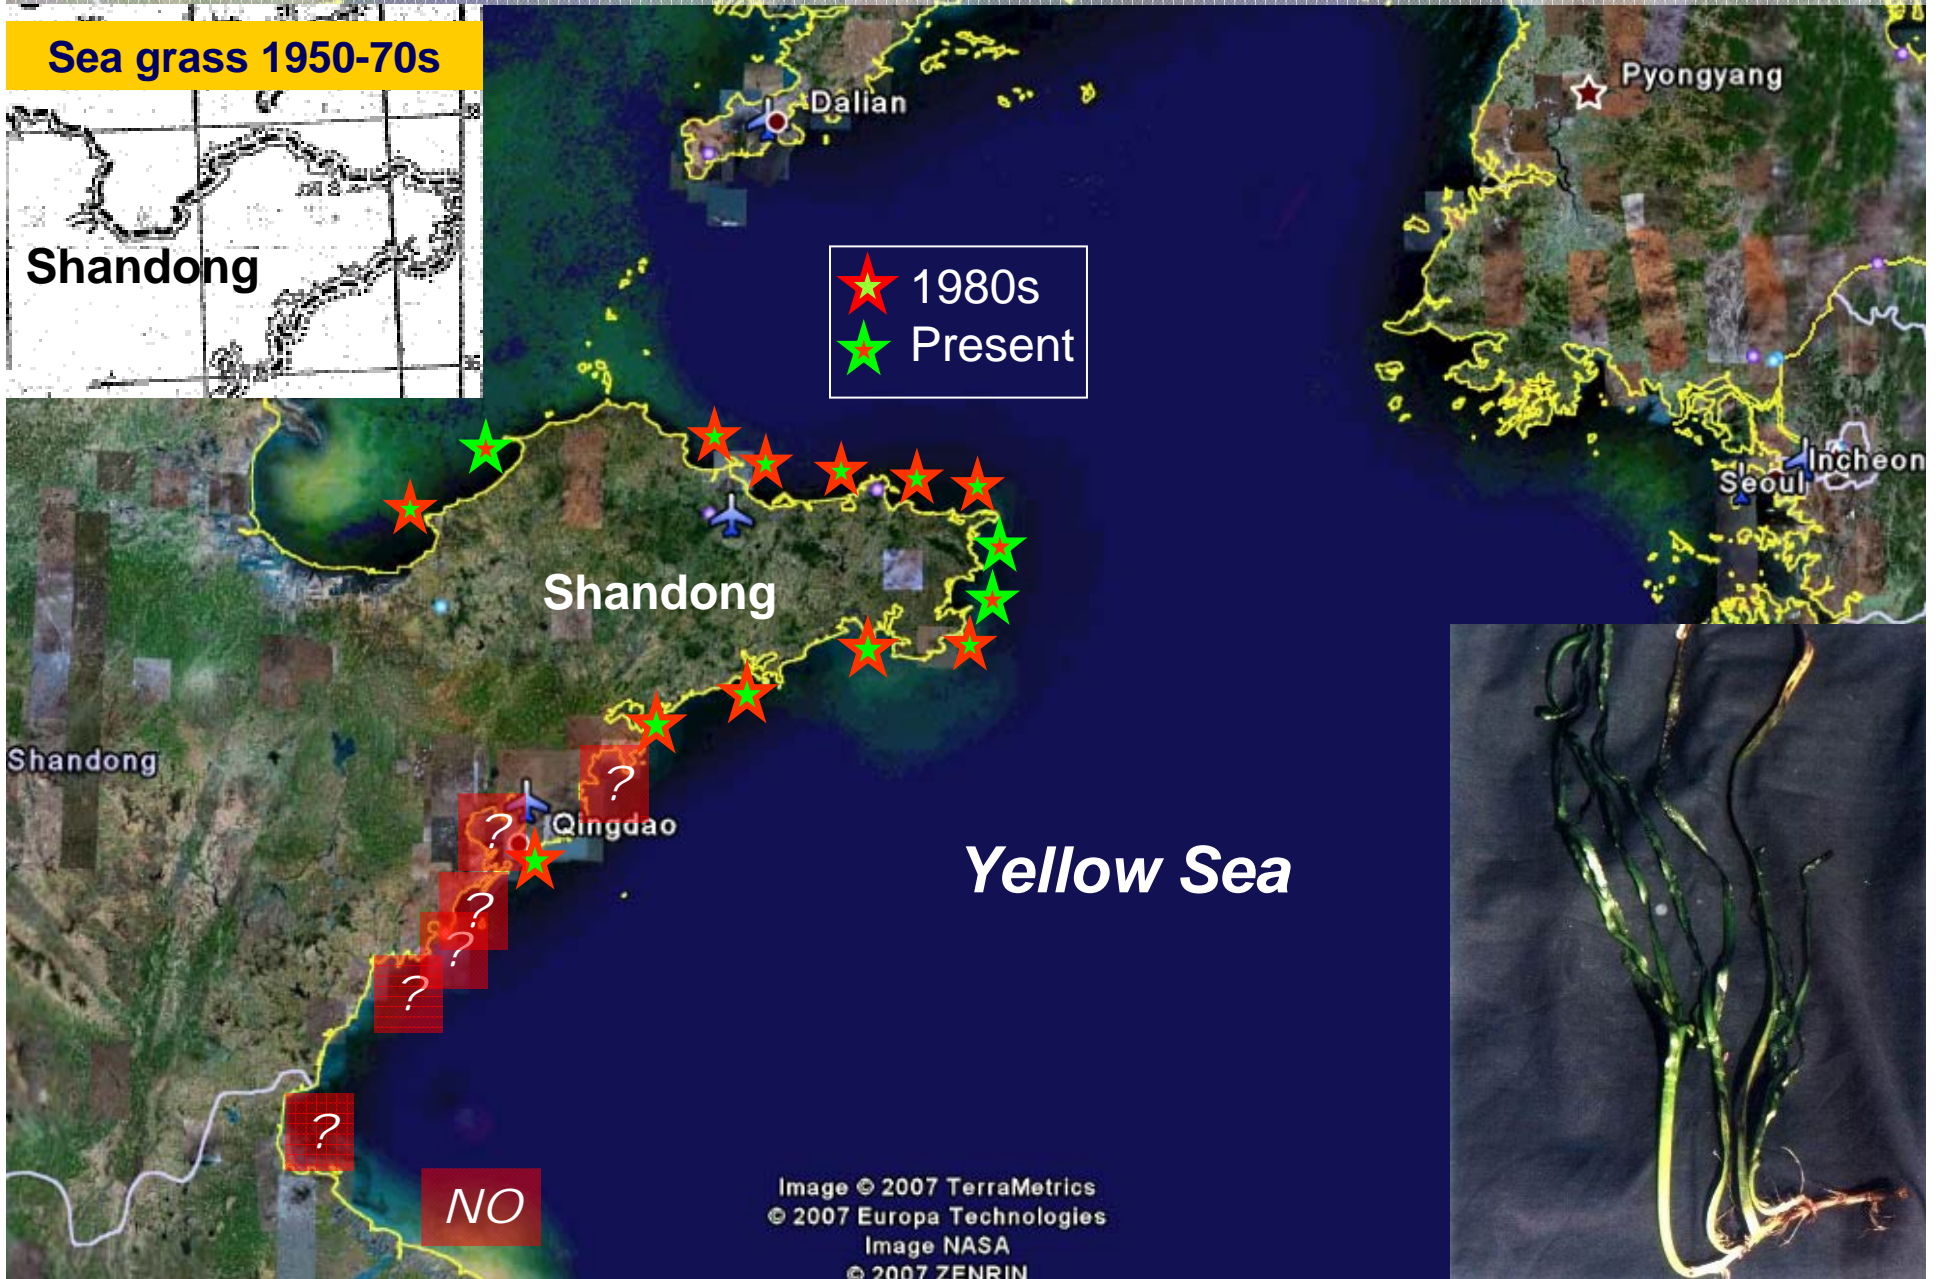 Sea grass 1950-70s
Shandong
Dalian
Pyongyang
1980s
Present
Incheon
Seoul
Shandong
Shandong
?
?
Qingdao
?
?
?
Yellow Sea
?
NO
Image © 2007 TerraMetrics
© 2007 Europa Technologies
Image NASA
© 2007 ZENRIN